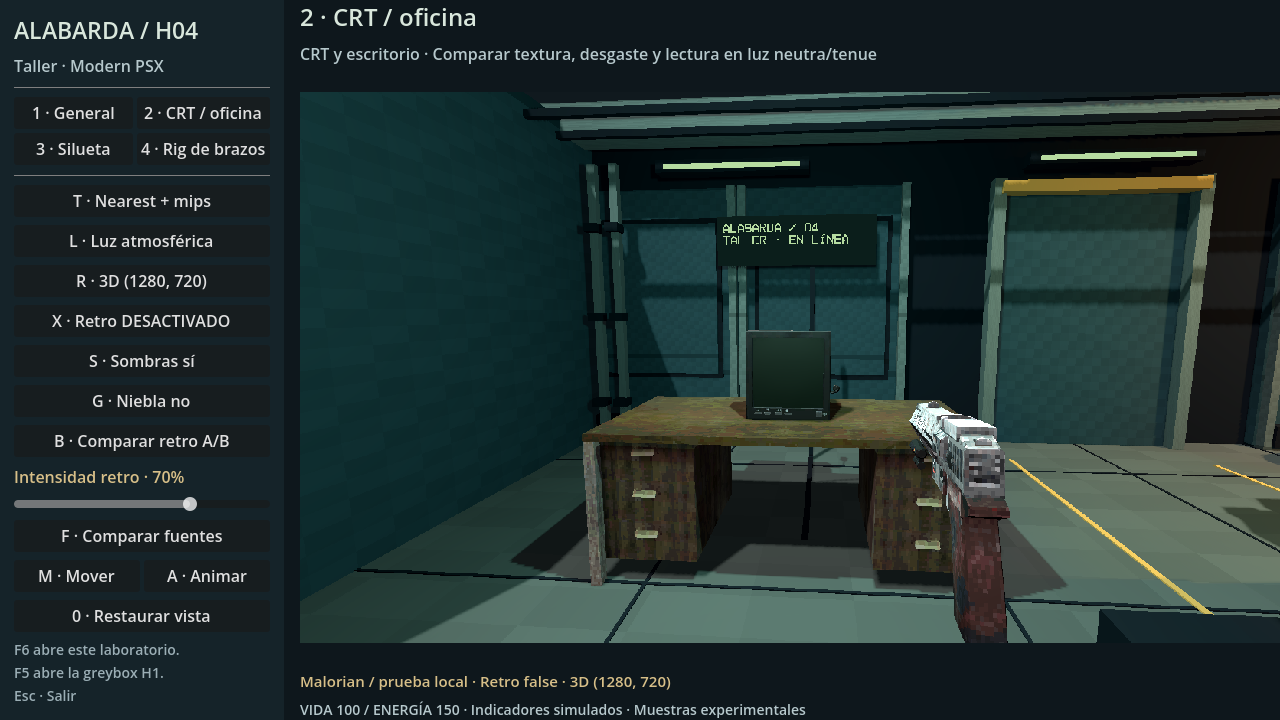 ALABARDA / H04
Taller · Modern PSX
1 · General
2 · CRT / oficina
3 · Silueta
4 · Rig de brazos
T · Nearest + mips
L · Luz atmosférica
R · 3D (1280, 720)
X · Retro DESACTIVADO
S · Sombras sí
G · Niebla no
B · Comparar retro A/B
Intensidad retro · 70%
F · Comparar fuentes
M · Mover
A · Animar
0 · Restaurar vista
F6 abre este laboratorio.
F5 abre la greybox H1.
Esc · Salir
2 · CRT / oficina
CRT y escritorio · Comparar textura, desgaste y lectura en luz neutra/tenue
ALABARDA / 04
EN LÍNEA
Malorian / prueba local · Retro false · 3D (1280, 720)
VIDA 100 / ENERGÍA 150 · Indicadores simulados · Muestras experimentales